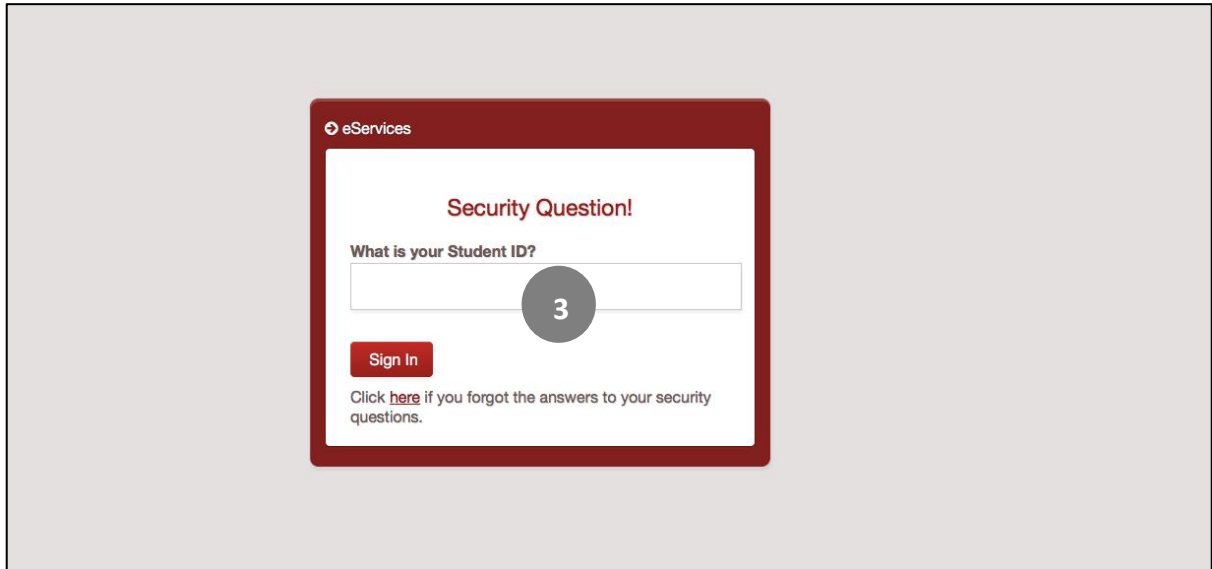 eServices
Security Question!
What is your Student ID?
3
Sign In
Click here if you forgot the answers to your security
questions.